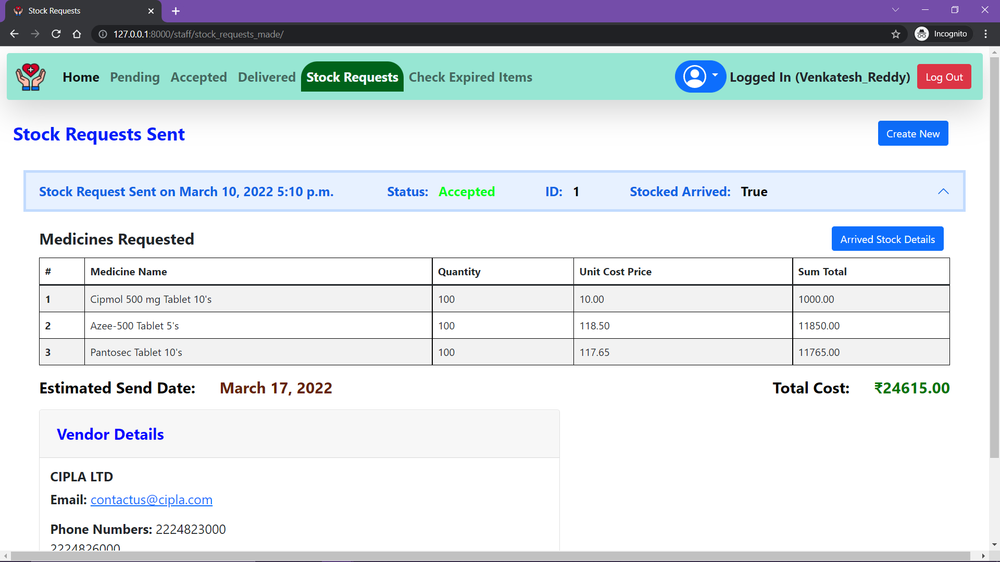 Stock Requests
127.0.0.1:8000/staff/stock_requests_made/
Incognito
Home Pending Accepted Delivered Stock Requests Check Expired Items Logged In (Venkatesh_Reddy) Log Out
Stock Requests Sent Create New
Stock Request Sent on March 10, 2022 5:10 p.m. Status: Accepted ID: 1 Stocked Arrived: True
Medicines Requested Arrived Stock Details
# Medicine Name Quantity Unit Cost Price Sum Total
1 Cipmol 500 mg Tablet 10's 100 10.00 1000.00
2 Azee-500 Tablet 5's 100 118.50 11850.00
3 Pantosec Tablet 10's 100 117.65 11765.00
Estimated Send Date: March 17, 2022 Total Cost: ₹24615.00
Vendor Details
CIPLA LTD
Email: contactus@cipla.com
Phone Numbers: 2224823000
2224826000